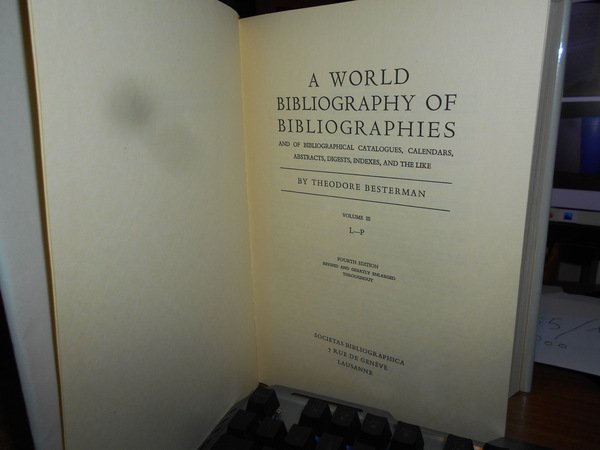 A WORLD
BIBLIOGRAPHY OF
BIBLIOGRAPHIES
AND OF BIBLIOGRAPHICAL CATALOGUES, CALENDARS,
ABSTRACTS, DIGESTS, INDEXES, AND THE LIKE
BY THEODORE BESTERMAN
VOLUME III
L—P
FOURTH EDITION
REVISED AND GREATLY ENLARGED
THROUGHOUT
SOCIETAS BIBLIOGRAPHICA
7 RUE DE GENÈVE
LAUSANNE